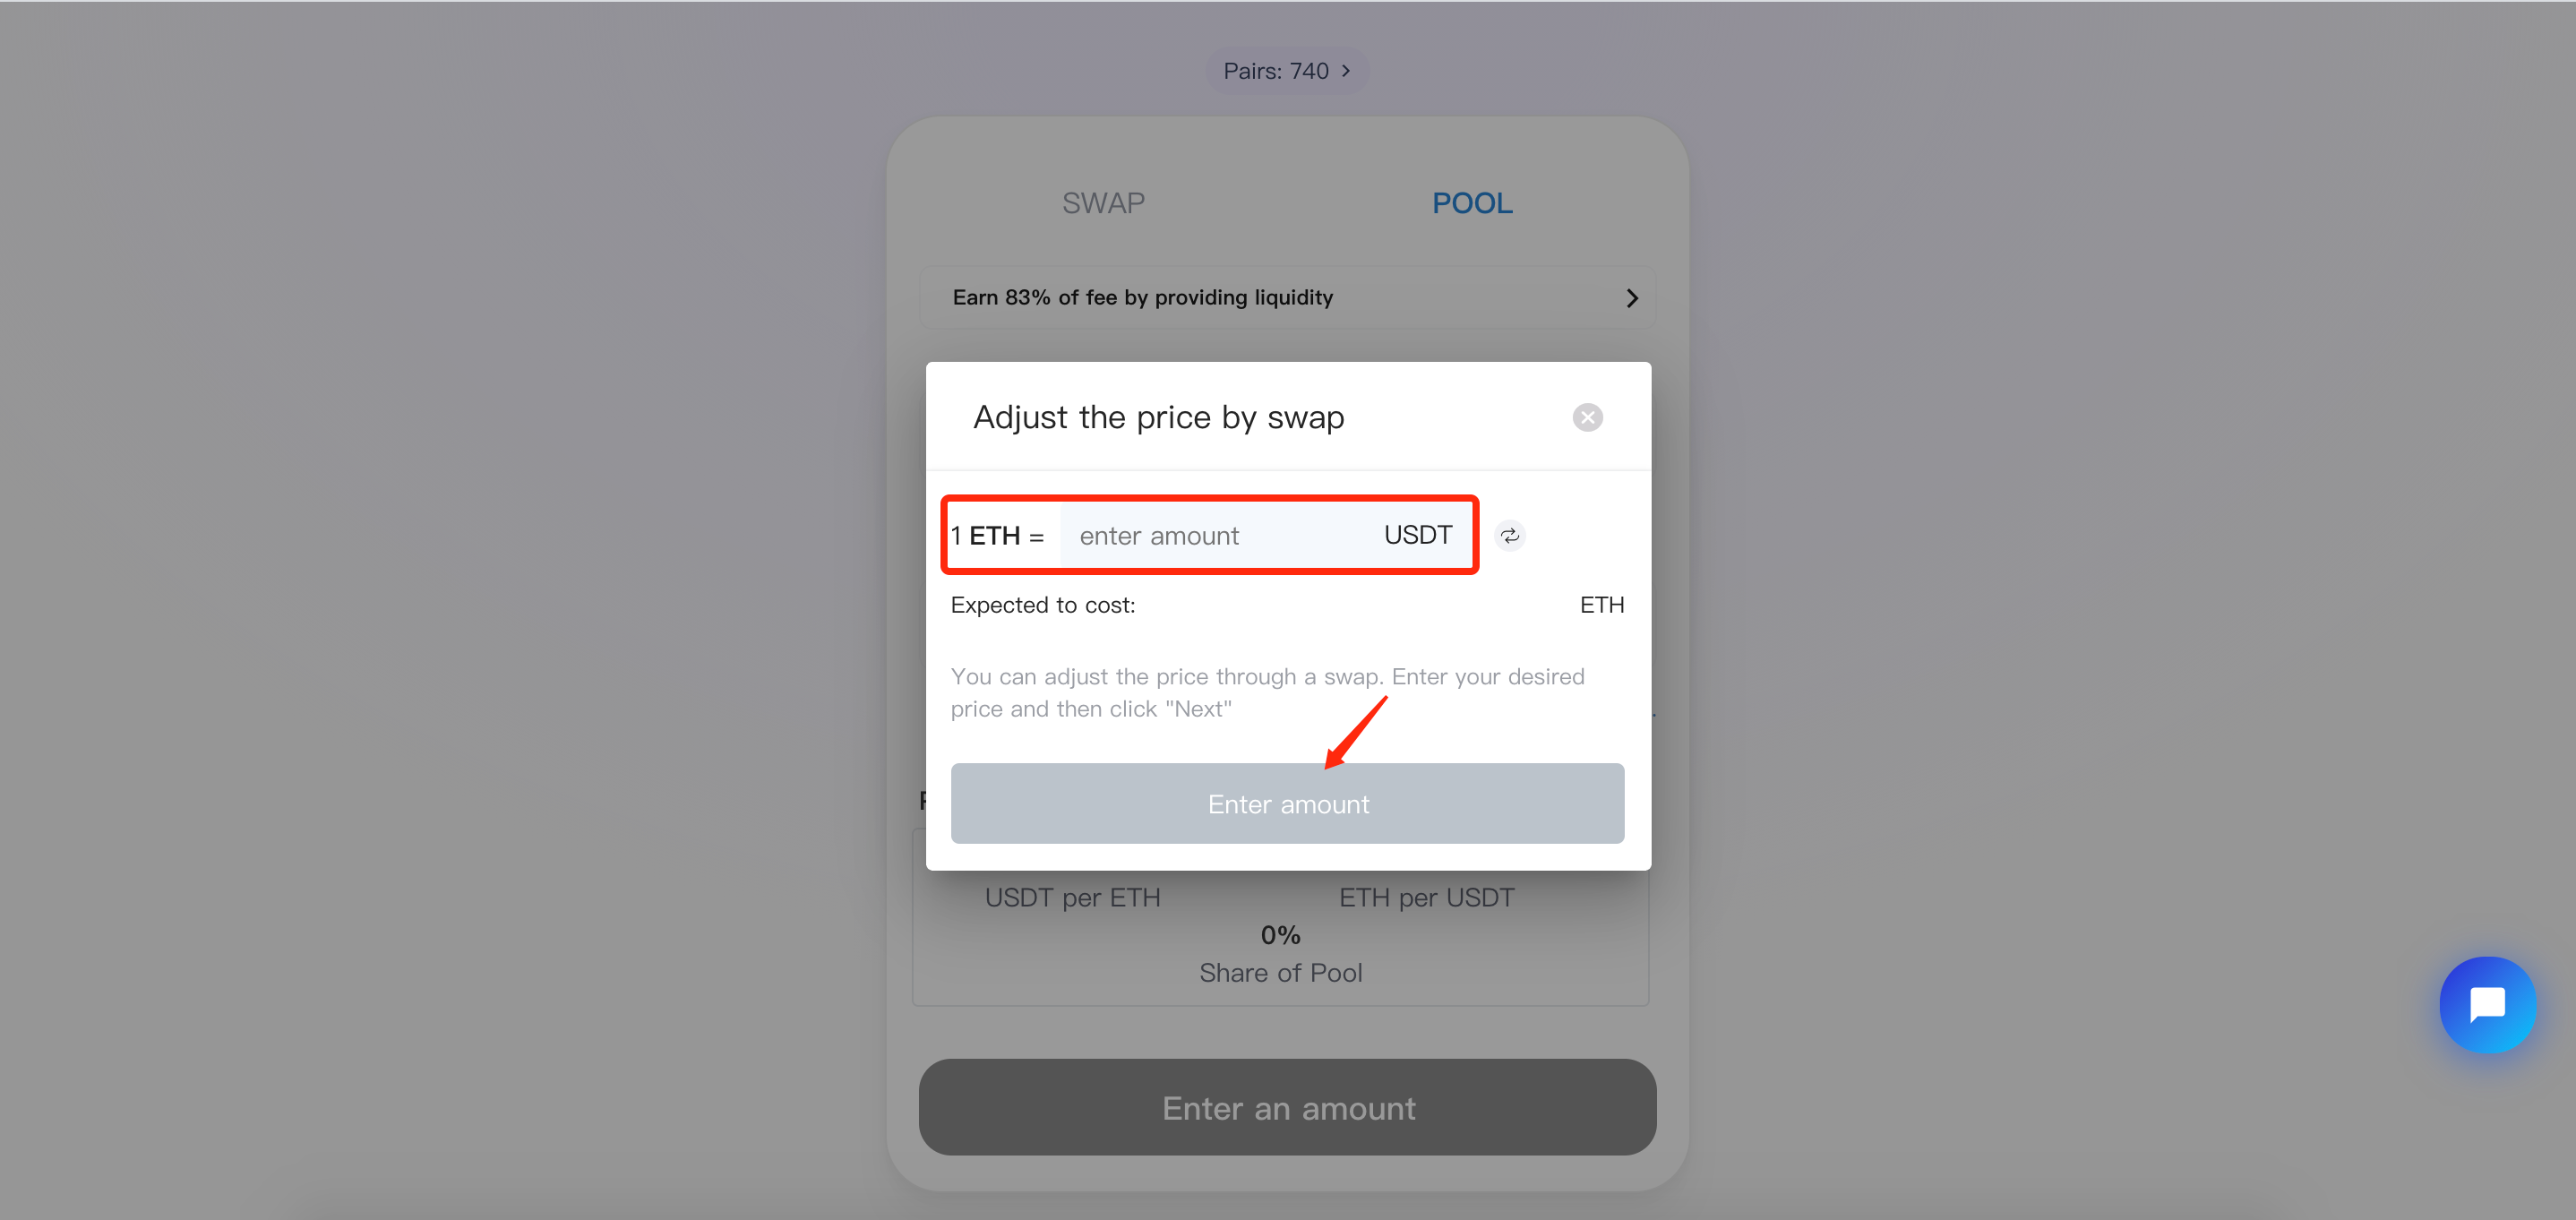 Pairs: 740 >
SWAP POOL
Earn 83% of fee by providing liquidity
Adjust the price by swap
1 ETH = enter amount USDT
Expected to cost: ETH
You can adjust the price through a swap. Enter your desired
price and then click "Next"
Enter amount
USDT per ETH ETH per USDT
0%
Share of Pool
Enter an amount